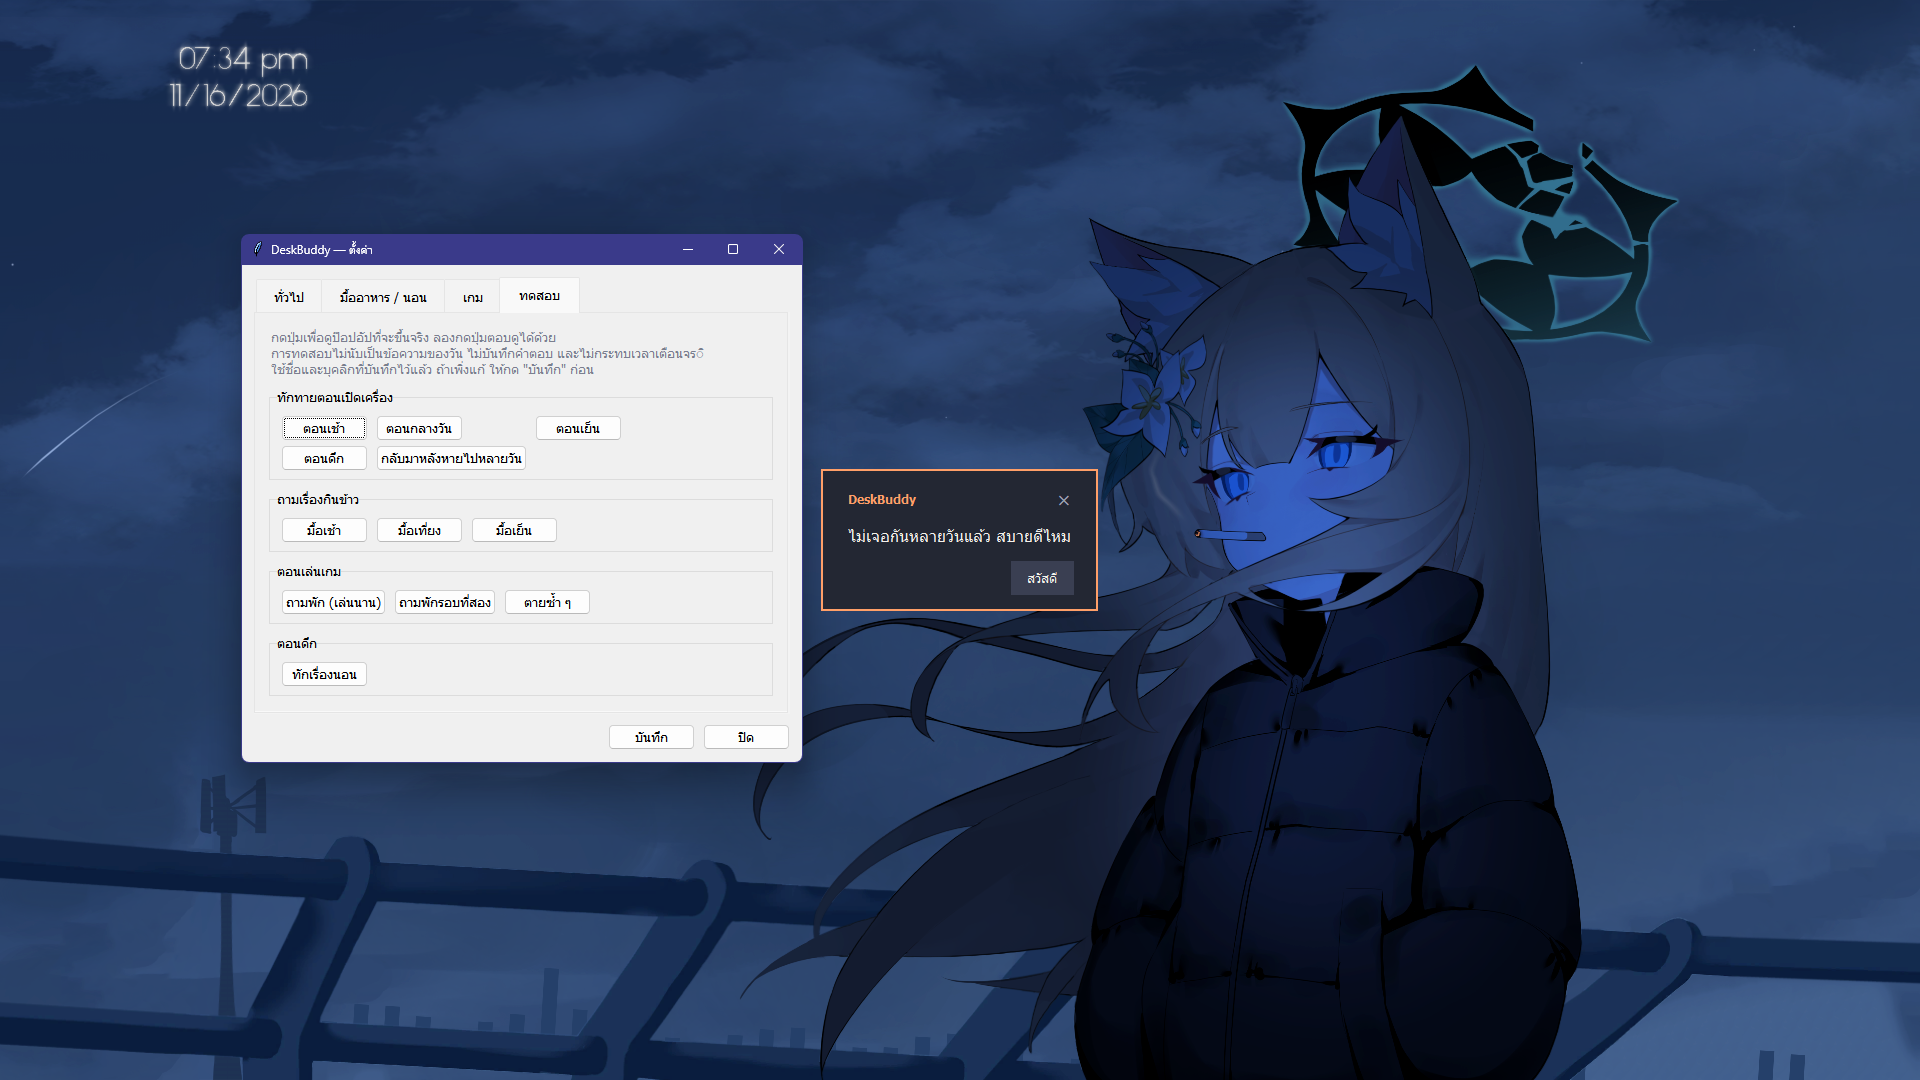 07:34 pm
11/16/2026
DeskBuddy — ตั้งค่า
ทั่วไป
มื้ออาหาร / นอน
เกม
ทดสอบ
กดปุ่มเพื่อดูป๊อปอัปที่จะขึ้นจริง ลองกดปุ่มตอบดูได้ด้วย
การทดสอบไม่นับเป็นข้อความของวัน ไม่บันทึกคำตอบ และไม่กระทบเวลาเตือนจริ
ใช้ชื่อและบุคลิกที่บันทึกไว้แล้ว ถ้าเพิ่งแก้ ให้กด "บันทึก" ก่อน
ทักทายตอนเปิดเครื่อง
ตอนเช้า
ตอนกลางวัน
ตอนเย็น
ตอนดึก
กลับมาหลังหายไปหลายวัน
ถามเรื่องกินข้าว
มื้อเช้า
มื้อเที่ยง
มื้อเย็น
ตอนเล่นเกม
ถามพัก (เล่นนาน)
ถามพักรอบที่สอง
ตายซ้ำ ๆ
ตอนดึก
ทักเรื่องนอน
บันทึก
ปิด
DeskBuddy
ไม่เจอกันหลายวันแล้ว สบายดีไหม
สวัสดี